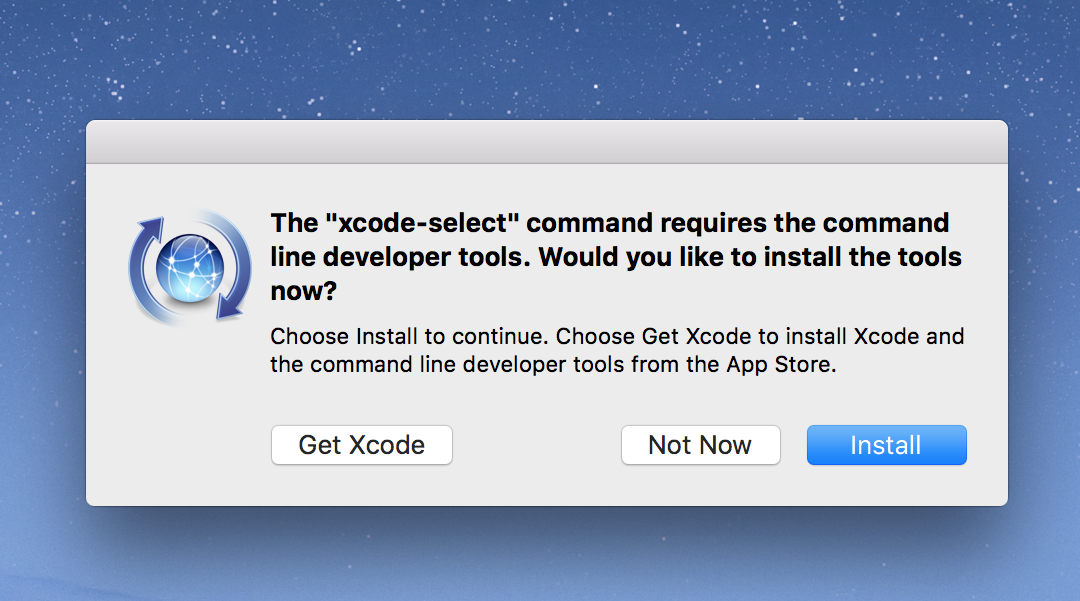 The "xcode-select" command requires the command
line developer tools. Would you like to install the tools
now?
Choose Install to continue. Choose Get Xcode to install Xcode and
the command line developer tools from the App Store.
Get Xcode
Not Now
Install